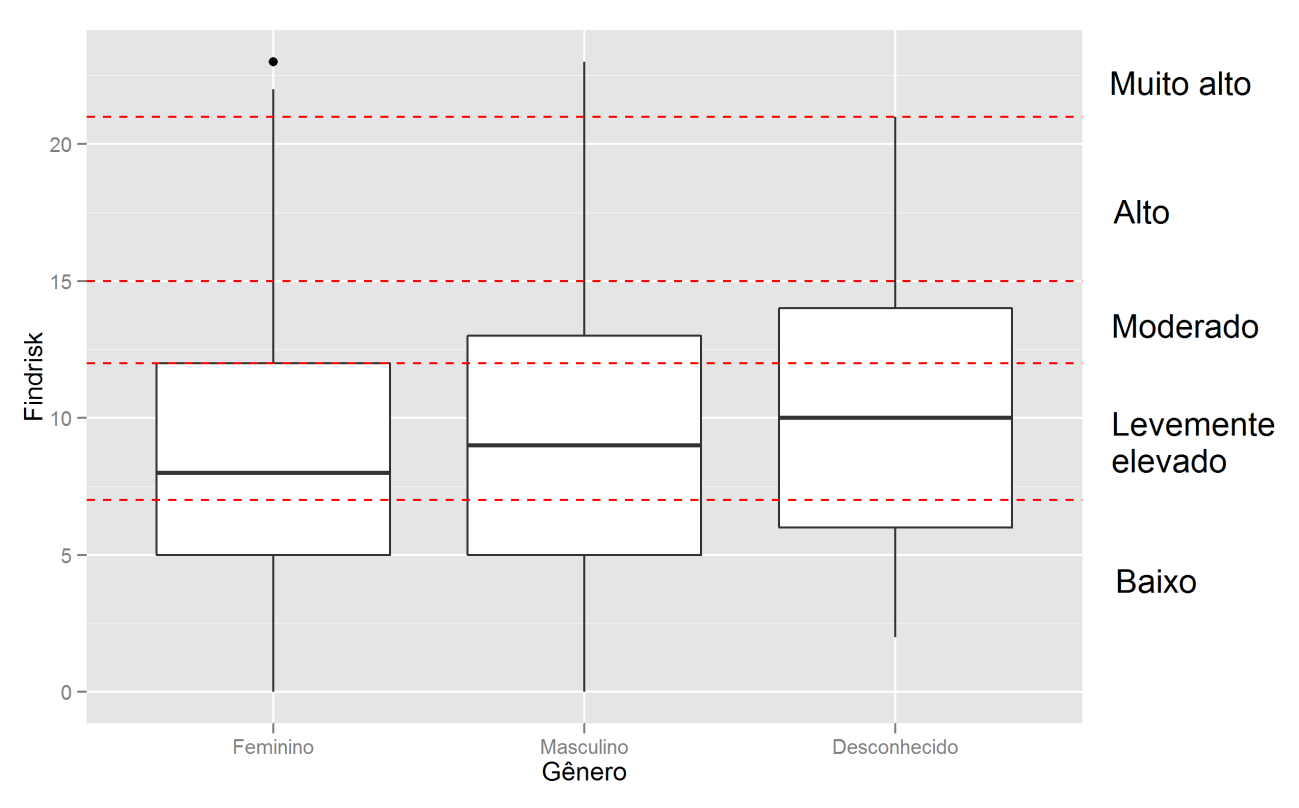 Muito alto
20
Alto
15
Moderado
Findrisk
10
Levemente
elevado
5
Baixo
0
Feminino
Masculino
Desconhecido
Gênero